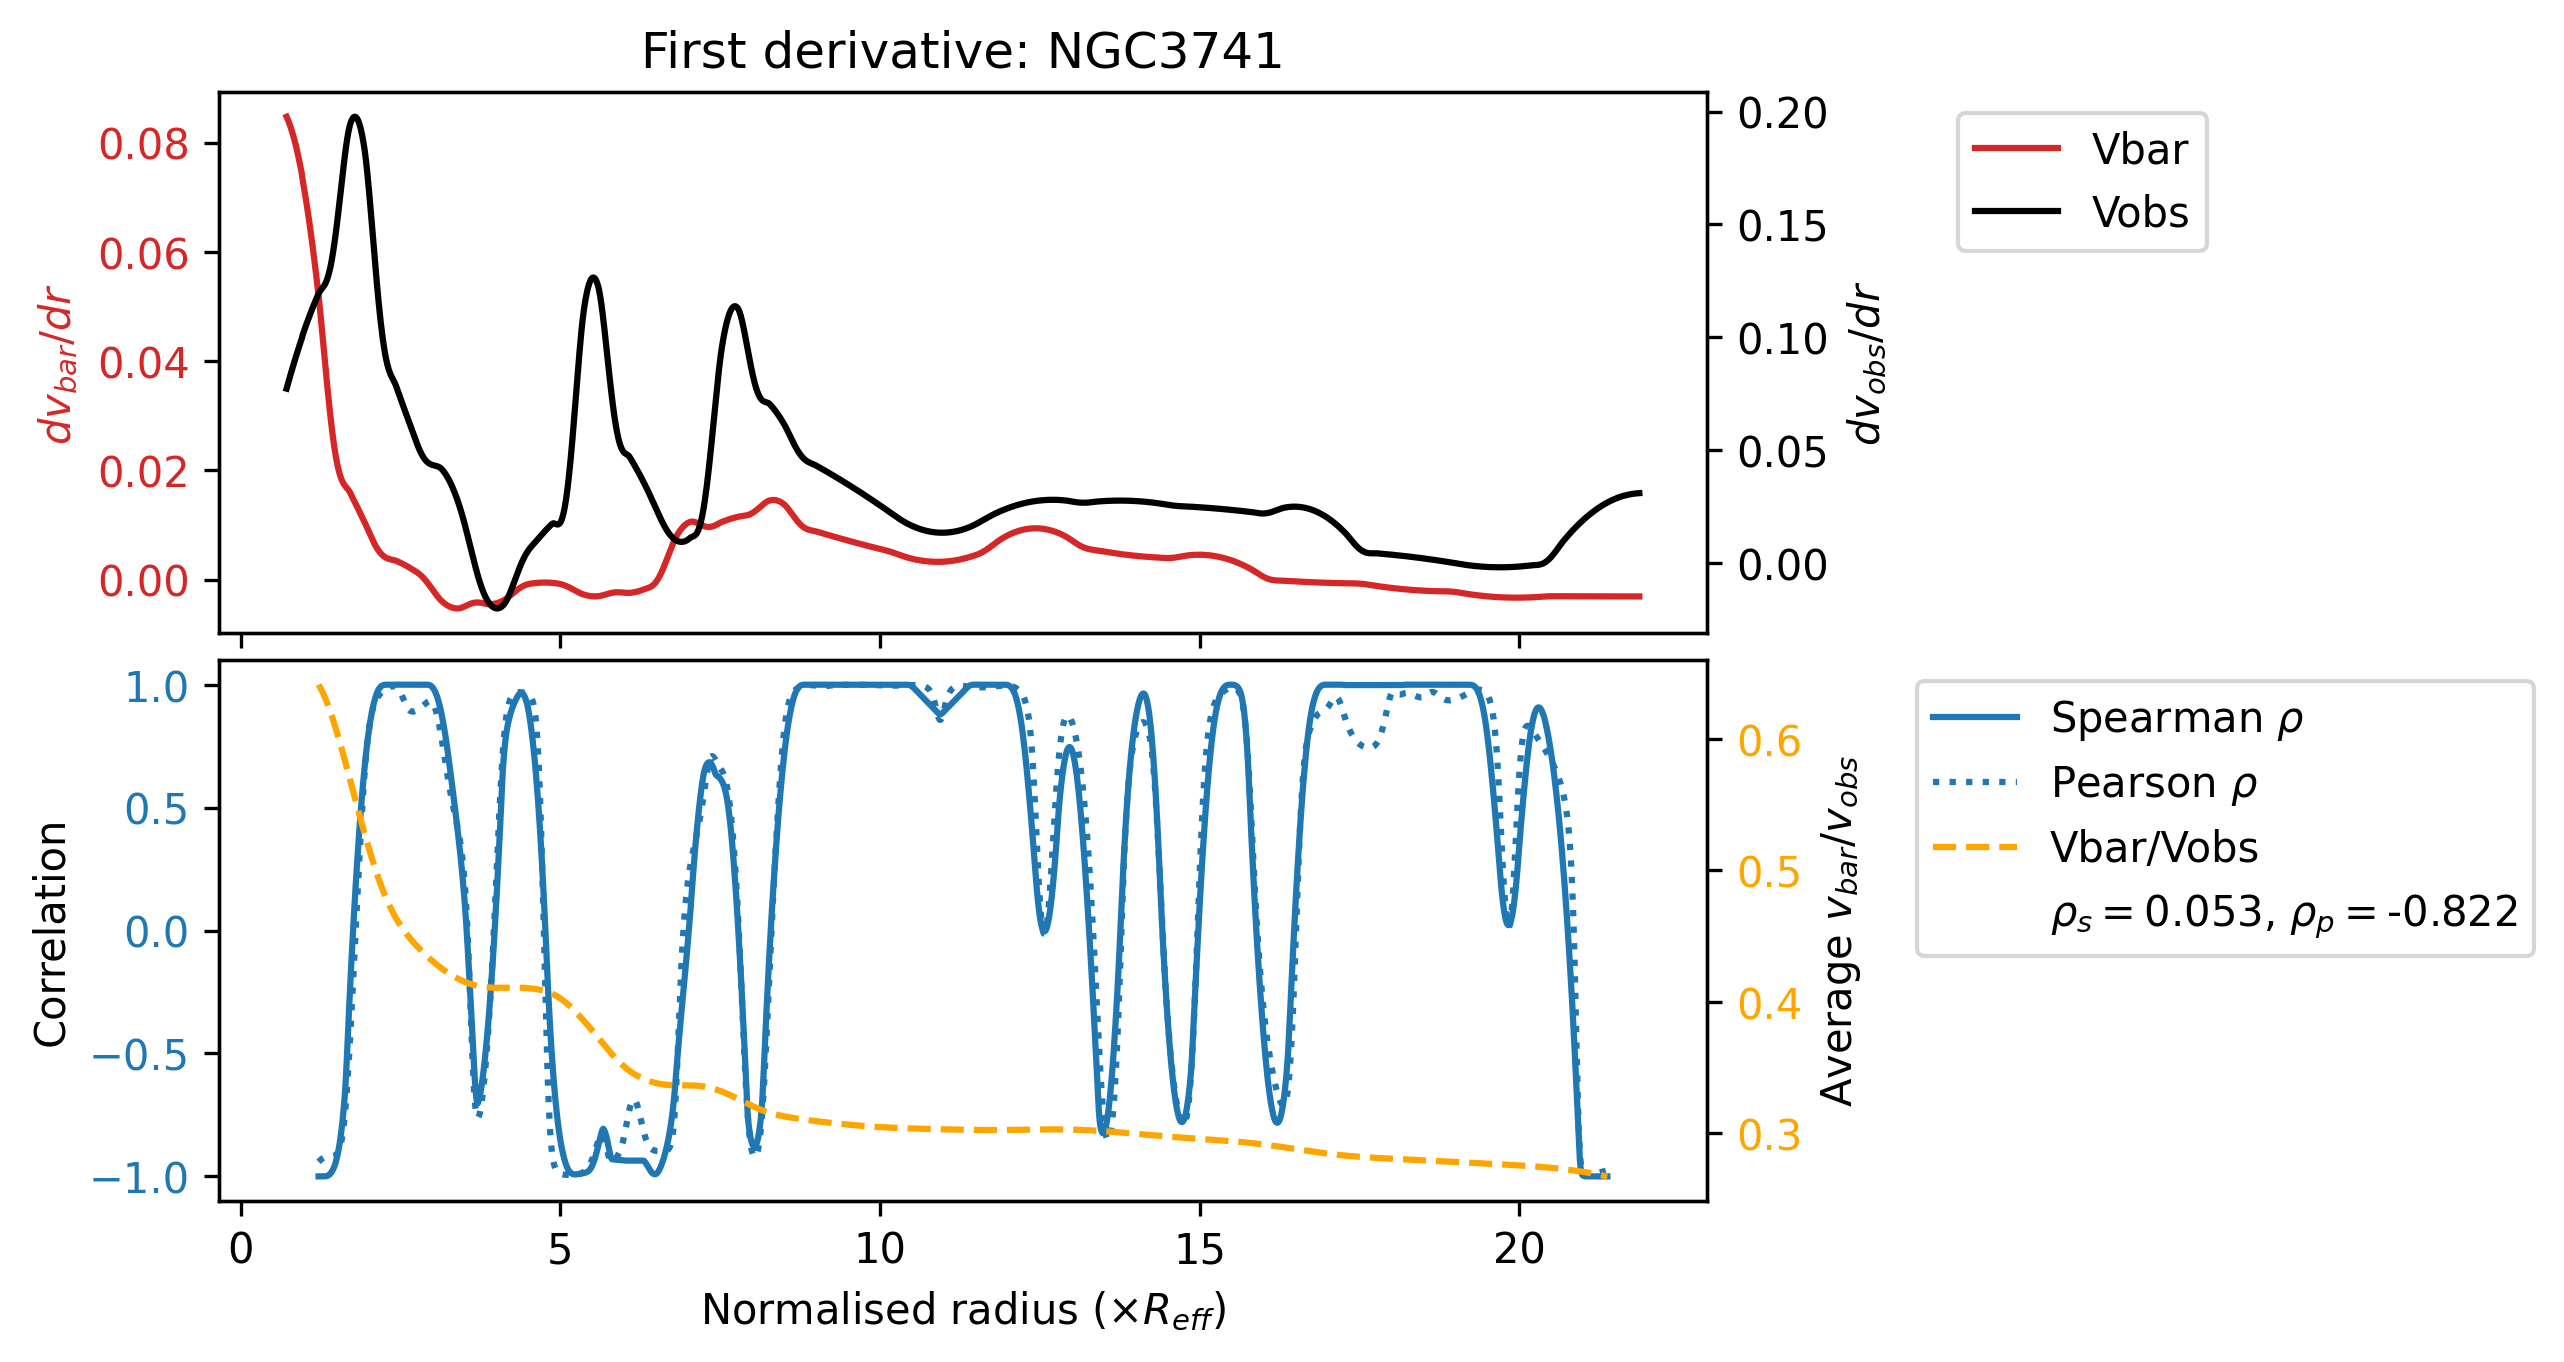 First derivative: NGC3741
0.08
0.06
0.04
0.02
0.00
dv_bar/dr
0.20
0.15
0.10
0.05
0.00
dv_obs/dr
Vbar
Vobs
1.0
0.5
0.0
−0.5
−1.0
Correlation
0.6
0.5
0.4
0.3
Average v_bar/v_obs
Spearman ρ
Pearson ρ
Vbar/Vobs
ρ_s = 0.053, ρ_p = -0.822
0 5 10 15 20
Normalised radius (×R_eff)